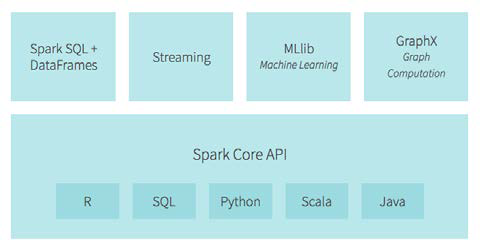 Spark SQL +
DataFrames
Streaming
MLlib
Machine Learning
GraphX
Graph
Computation
Spark Core API
R
SQL
Python
Scala
Java